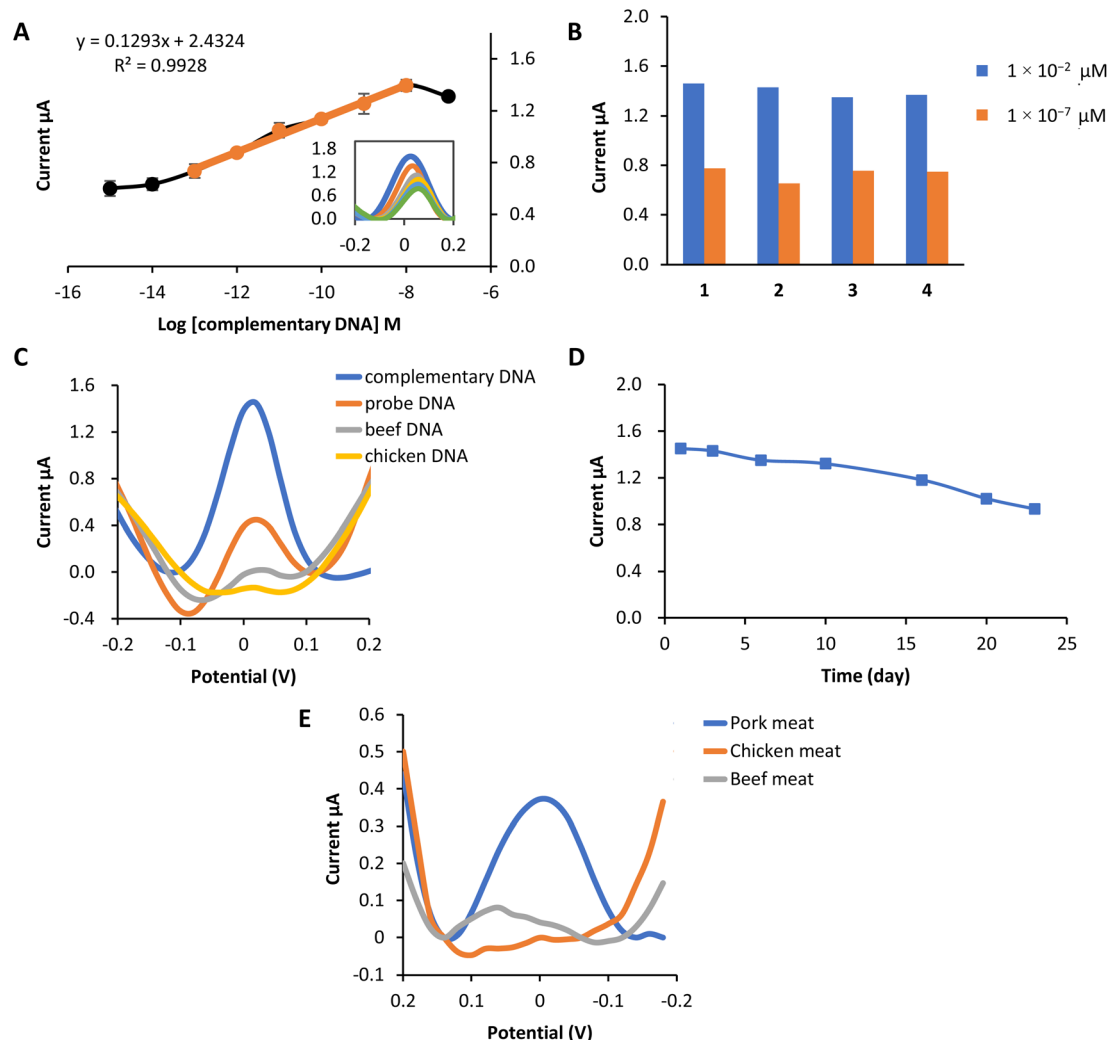 A
y = 0.1293x + 2.4324
R² = 0.9928
Current µA
1.6
1.2
0.8
0.4
0.0
1.8
1.2
0.6
0.0
-0.2 0 0.2
-16 -14 -12 -10 -8 -6
Log [complementary DNA] M
B
Current µA
2.0
1.6
1.2
0.8
0.4
0.0
1 2 3 4
1 × 10⁻² µM
1 × 10⁻⁷ µM
C
Current µA
1.6
1.2
0.8
0.4
0.0
-0.4
-0.2 -0.1 0 0.1 0.2
Potential (V)
complementary DNA
probe DNA
beef DNA
chicken DNA
D
Current µA
2.0
1.6
1.2
0.8
0.4
0.0
0 5 10 15 20 25
Time (day)
E
Current µA
0.6
0.5
0.4
0.3
0.2
0.1
0
-0.1
0.2 0.1 0 -0.1 -0.2
Potential (V)
Pork meat
Chicken meat
Beef meat